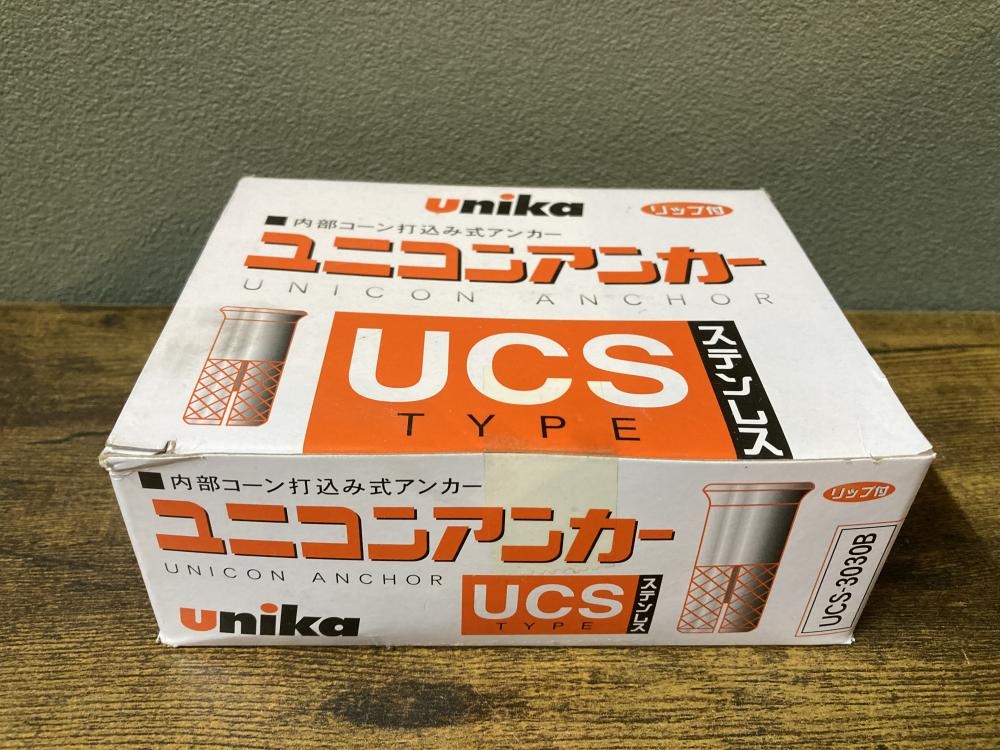 unika
リップ付
■内部コーン打込み式アンカー
ユニコンアンカー
UNICON ANCHOR
UCS
TYPE
ステンレス
■内部コーン打込み式アンカー
ユニコンアンカー
UNICON ANCHOR
unika
UCS
TYPE
ステンレス
リップ付
UCS-3030B